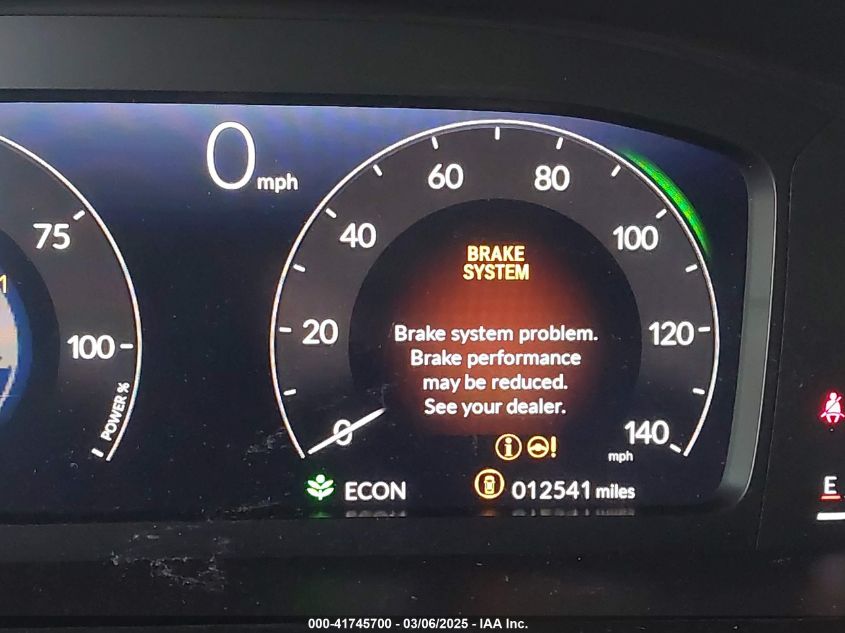 0 mph
75
100
POWER %
1
0
20
40
60
80
100
120
140
mph
BRAKE
SYSTEM
Brake system problem.
Brake performance
may be reduced.
See your dealer.
i !
ECON
012541 miles
E
000-41745700 - 03/06/2025 - IAA Inc.